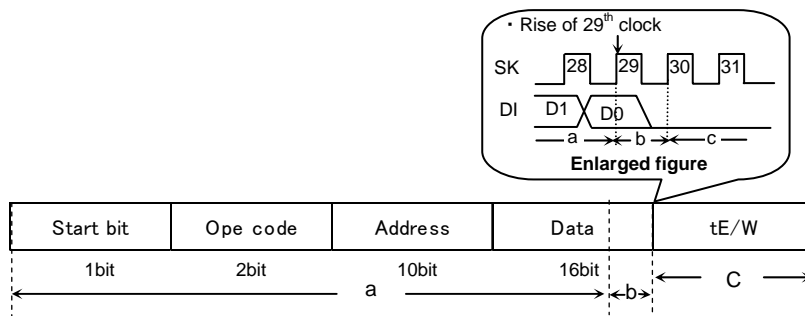 ・Rise of 29th clock
SK 28 29 30 31
DI D1 D0
a b c
Enlarged figure
Start bit Ope code Address Data tE/W
1bit 2bit 10bit 16bit
a b C